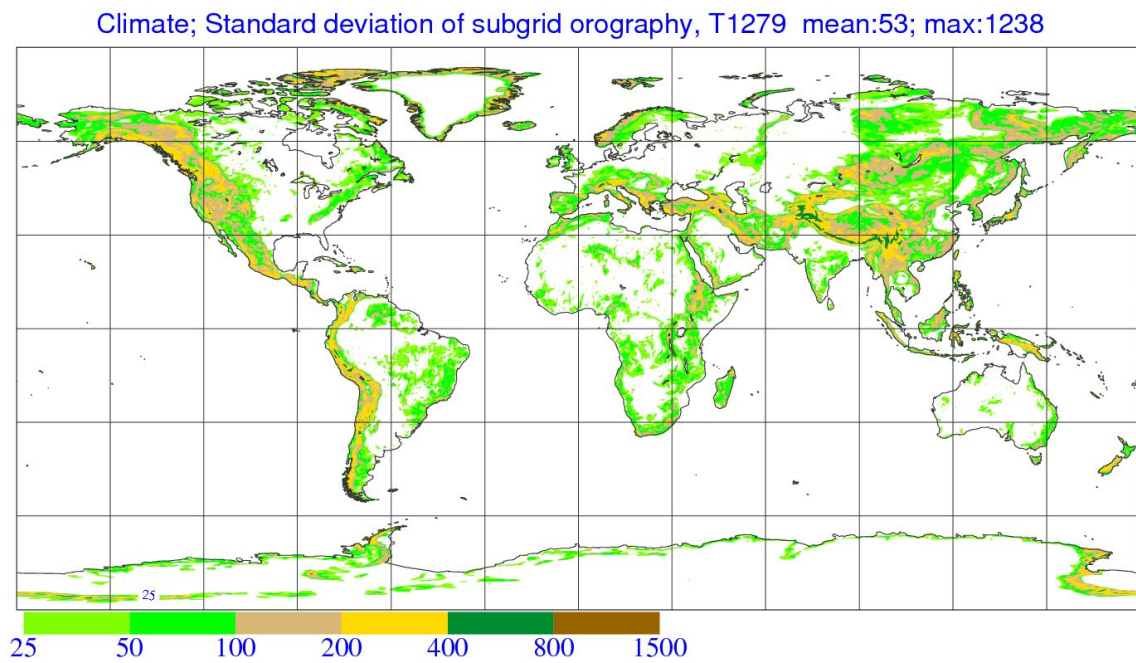 Climate; Standard deviation of subgrid orography, T1279 mean:53; max:1238
25
25 50 100 200 400 800 1500